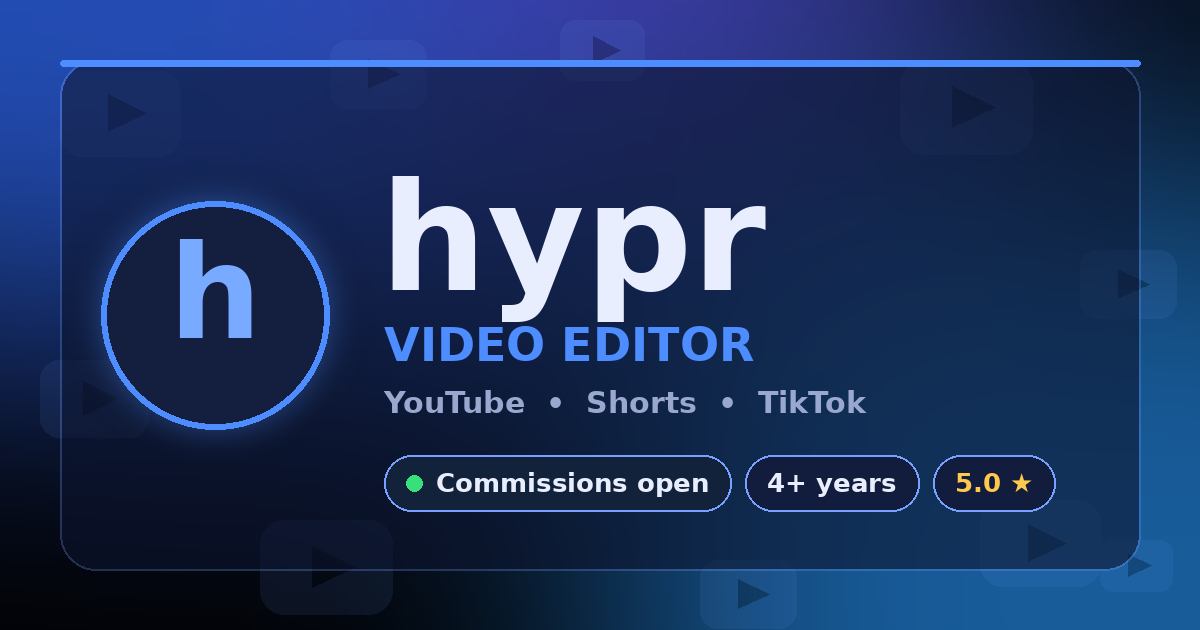 h
hypr
VIDEO EDITOR
YouTube • Shorts • TikTok
Commissions open
4+ years
5.0 ★